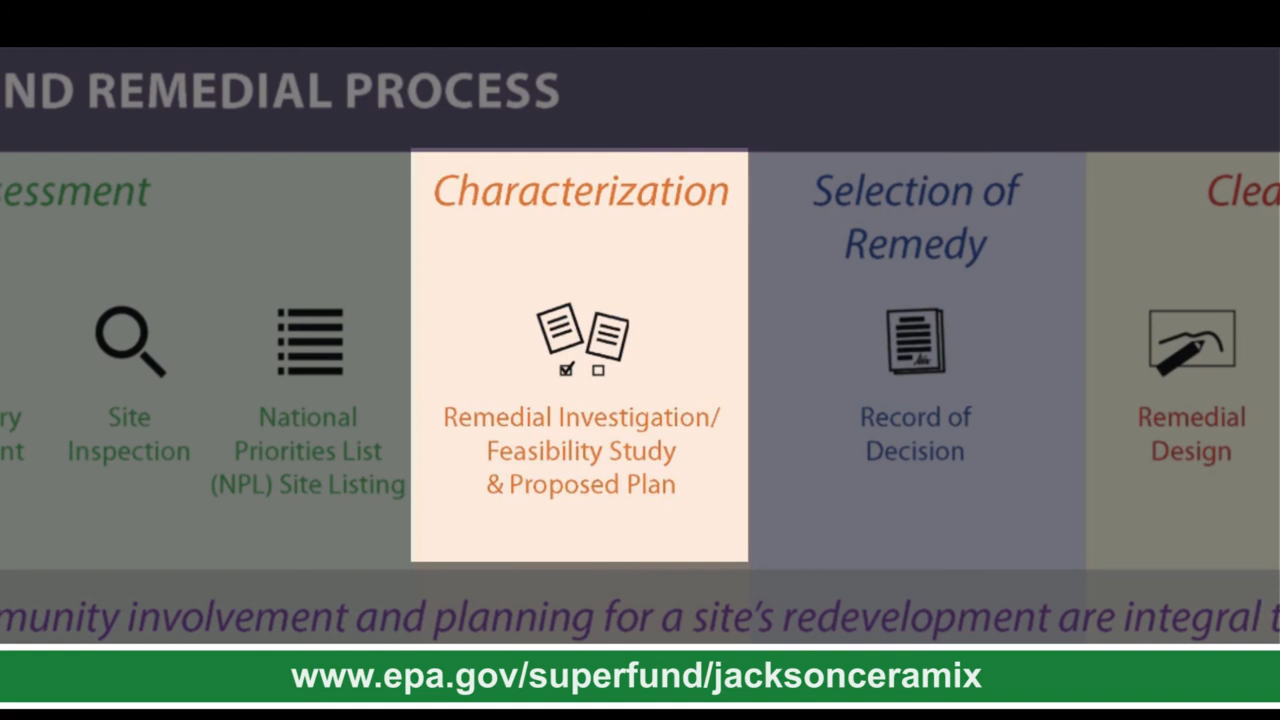 ND REMEDIAL PROCESS
essment
Characterization
Selection of
Remedy
Clea
ry
nt
Site
Inspection
National
Priorities List
(NPL) Site Listing
Remedial Investigation/
Feasibility Study
& Proposed Plan
Record of
Decision
Remedial
Design
munity involvement and planning for a site's redevelopment are integral t
www.epa.gov/superfund/jacksonceramix